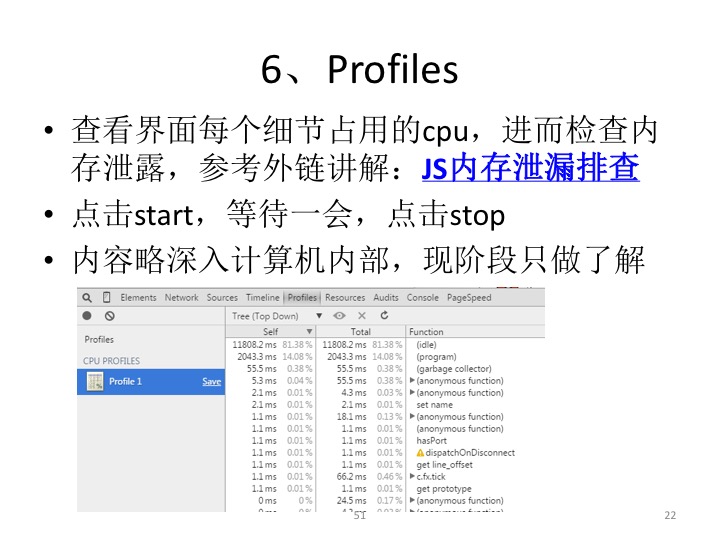 6、Profiles
• 查看界面每个细节占用的cpu，进而检查内
存泄露，参考外链讲解：JS内存泄漏排查
• 点击start，等待一会，点击stop
• 内容略深入计算机内部，现阶段只做了解
Elements Network Sources Timeline Profiles Resources Audits Console PageSpeed
Tree (Top Down) ▼
Profiles
CPU PROFILES
Profile 1 Save
Self ▼ Total Function
11808.2 ms 81.38 % 11808.2 ms 81.38 % (idle)
2043.3 ms 14.08 % 2043.3 ms 14.08 % (program)
55.5 ms 0.38 % 55.5 ms 0.38 % (garbage collector)
5.3 ms 0.04 % 55.5 ms 0.38 % ▶(anonymous function)
2.1 ms 0.01 % 4.3 ms 0.03 % ▶(anonymous function)
2.1 ms 0.01 % 2.1 ms 0.01 % set name
1.1 ms 0.01 % 18.1 ms 0.13 % ▶(anonymous function)
1.1 ms 0.01 % 1.1 ms 0.01 % (anonymous function)
1.1 ms 0.01 % 1.1 ms 0.01 % hasPort
1.1 ms 0.01 % 1.1 ms 0.01 % dispatchOnDisconnect
1.1 ms 0.01 % 1.1 ms 0.01 % get line_offset
1.1 ms 0.01 % 66.2 ms 0.46 % ▶c.fx.tick
1.1 ms 0.01 % 1.1 ms 0.01 % get prototype
0 ms 0 % 24.5 ms 0.17 % ▶(anonymous function)
51
22